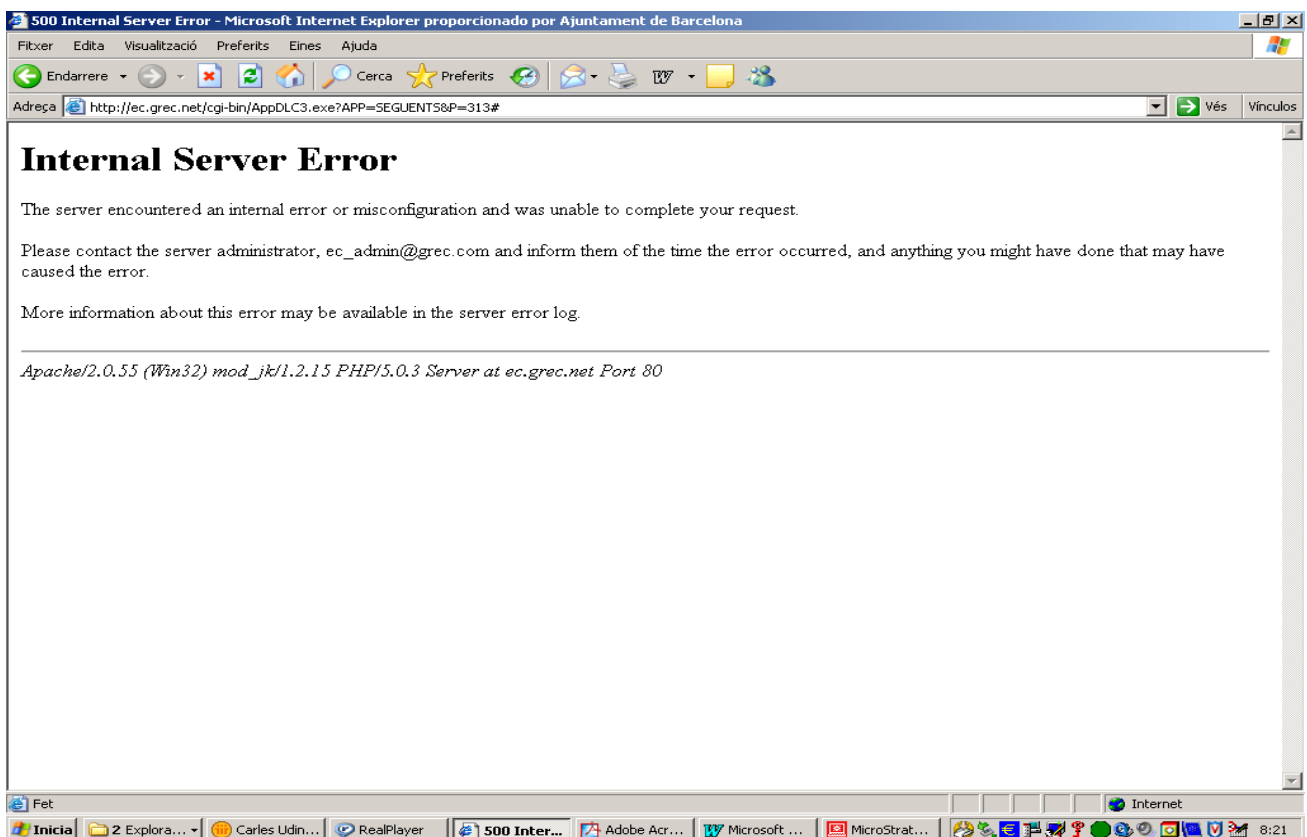 500 Internal Server Error - Microsoft Internet Explorer proporcionado por Ajuntament de Barcelona
Fitxer Edita Visualització Preferits Eines Ajuda
Endarrere Cerca Preferits
Adreça http://ec.grec.net/cgi-bin/AppDLC3.exe?APP=SEGUENTS&P=313# Vés Vínculos
Internal Server Error
The server encountered an internal error or misconfiguration and was unable to complete your request.
Please contact the server administrator, ec_admin@grec.com and inform them of the time the error occurred, and anything you might have done that may have
caused the error.
More information about this error may be available in the server error log.
Apache/2.0.55 (Win32) mod_jk/1.2.15 PHP/5.0.3 Server at ec.grec.net Port 80
Fet Internet
Inicia 2 Explora... Carles Udin... RealPlayer 500 Inter... Adobe Acr... Microsoft ... MicroStrat... 8:21